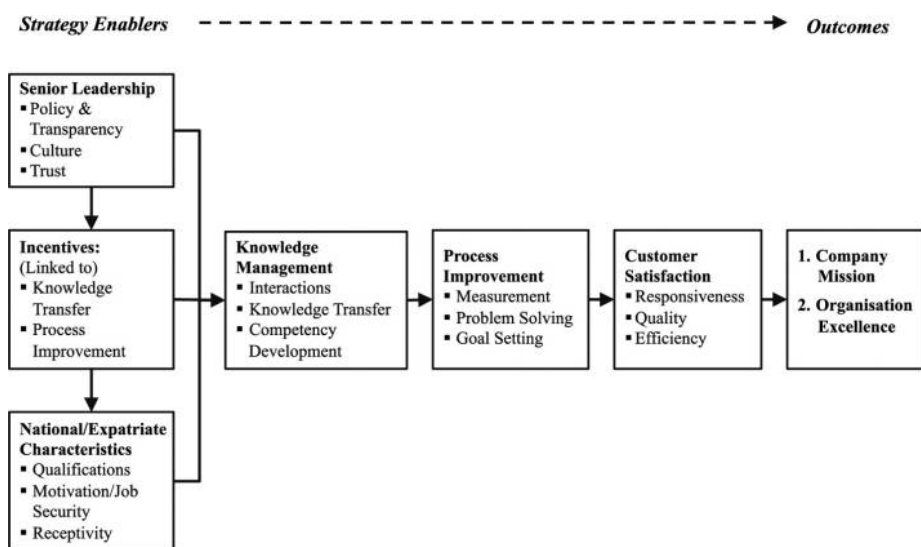 Strategy Enablers
Outcomes
Senior Leadership
▪ Policy &
Transparency
▪ Culture
▪ Trust
Incentives:
(Linked to)
▪ Knowledge
Transfer
▪ Process
Improvement
National/Expatriate
Characteristics
▪ Qualifications
▪ Motivation/Job
Security
▪ Receptivity
Knowledge
Management
▪ Interactions
▪ Knowledge Transfer
▪ Competency
Development
Process
Improvement
▪ Measurement
▪ Problem Solving
▪ Goal Setting
Customer
Satisfaction
▪ Responsiveness
▪ Quality
▪ Efficiency
1. Company
Mission
2. Organisation
Excellence